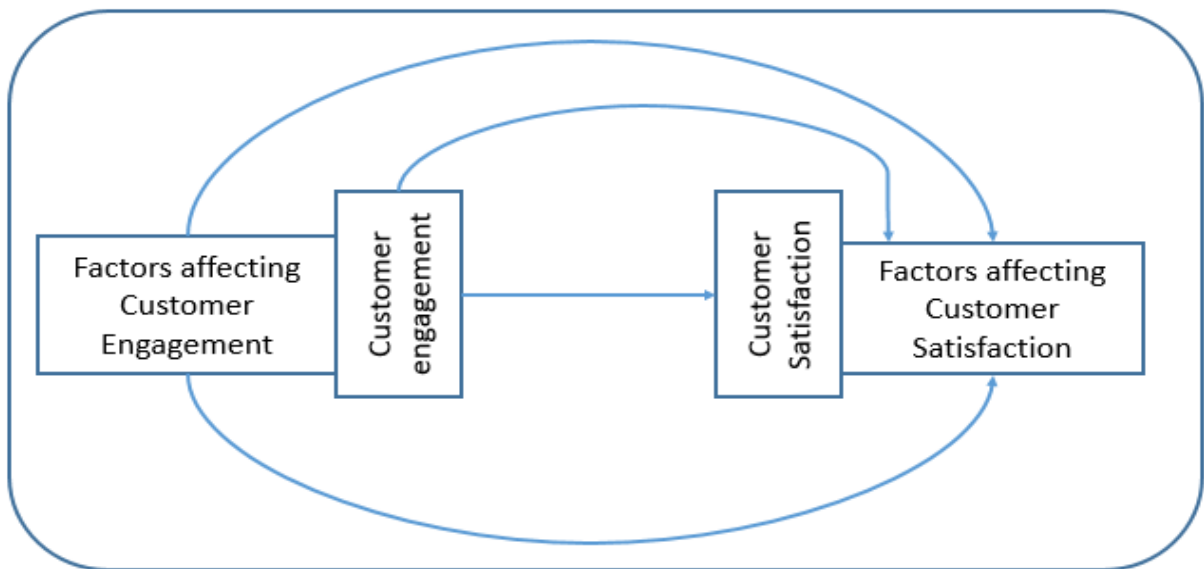 Factors affecting
Customer
Engagement
Customer
engagement
Customer
Satisfaction
Factors affecting
Customer
Satisfaction